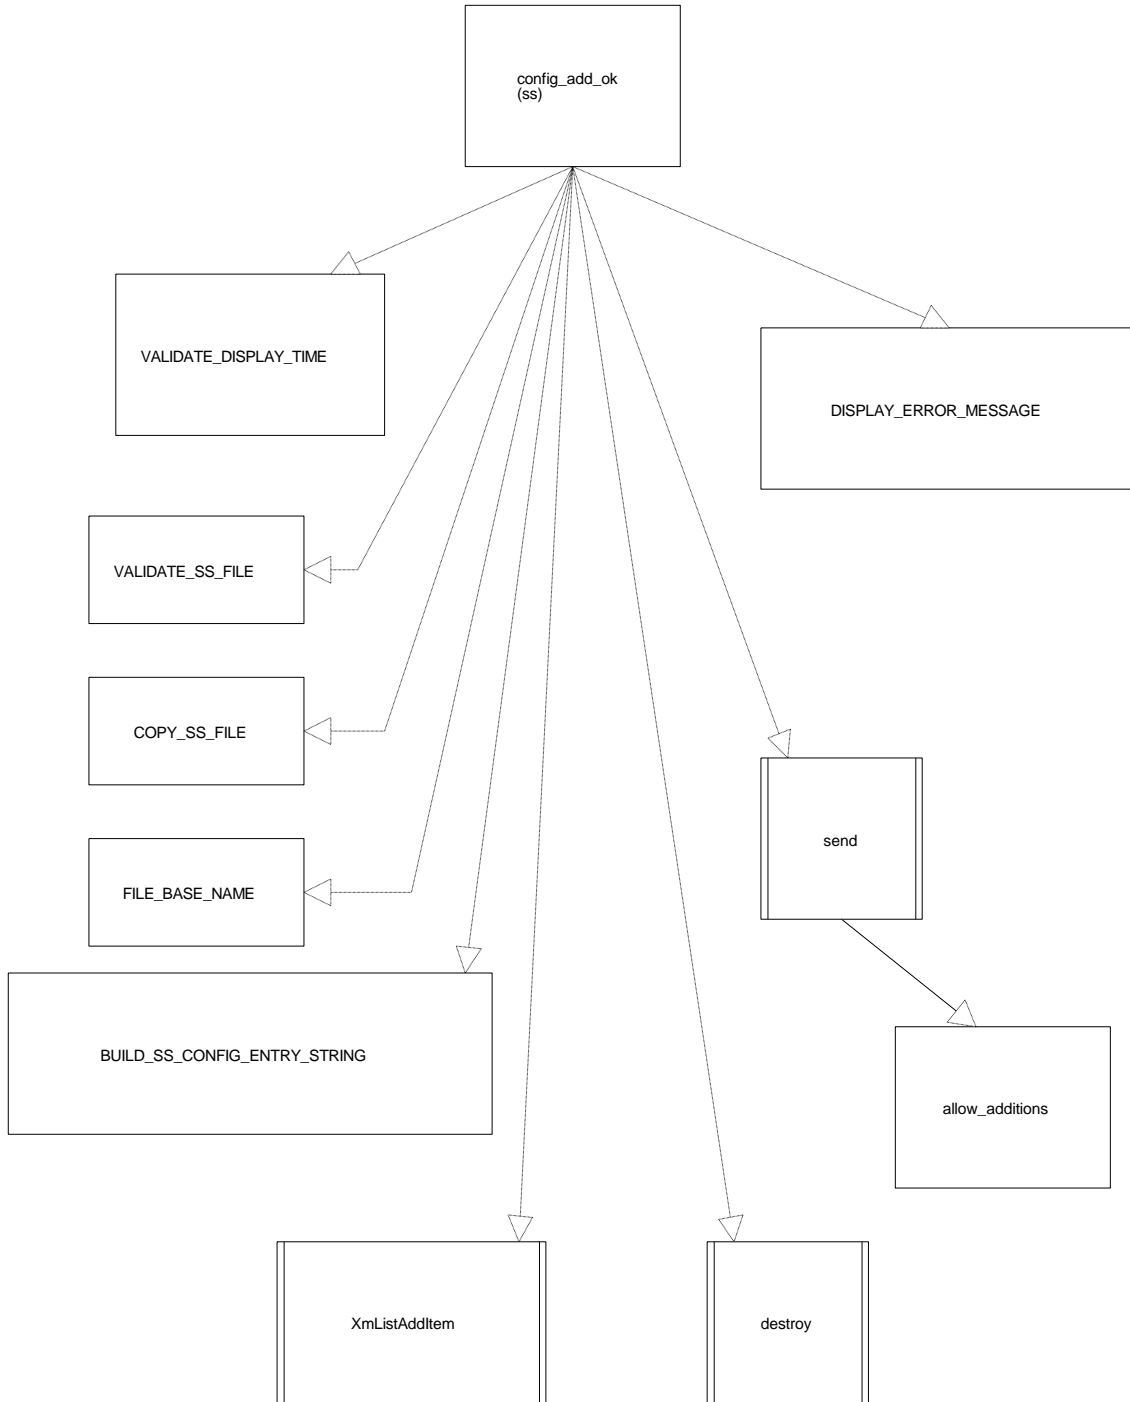 config_add_ok
(ss)
VALIDATE_DISPLAY_TIME
DISPLAY_ERROR_MESSAGE
VALIDATE_SS_FILE
COPY_SS_FILE
send
FILE_BASE_NAME
BUILD_SS_CONFIG_ENTRY_STRING
allow_additions
XmListAddItem
destroy